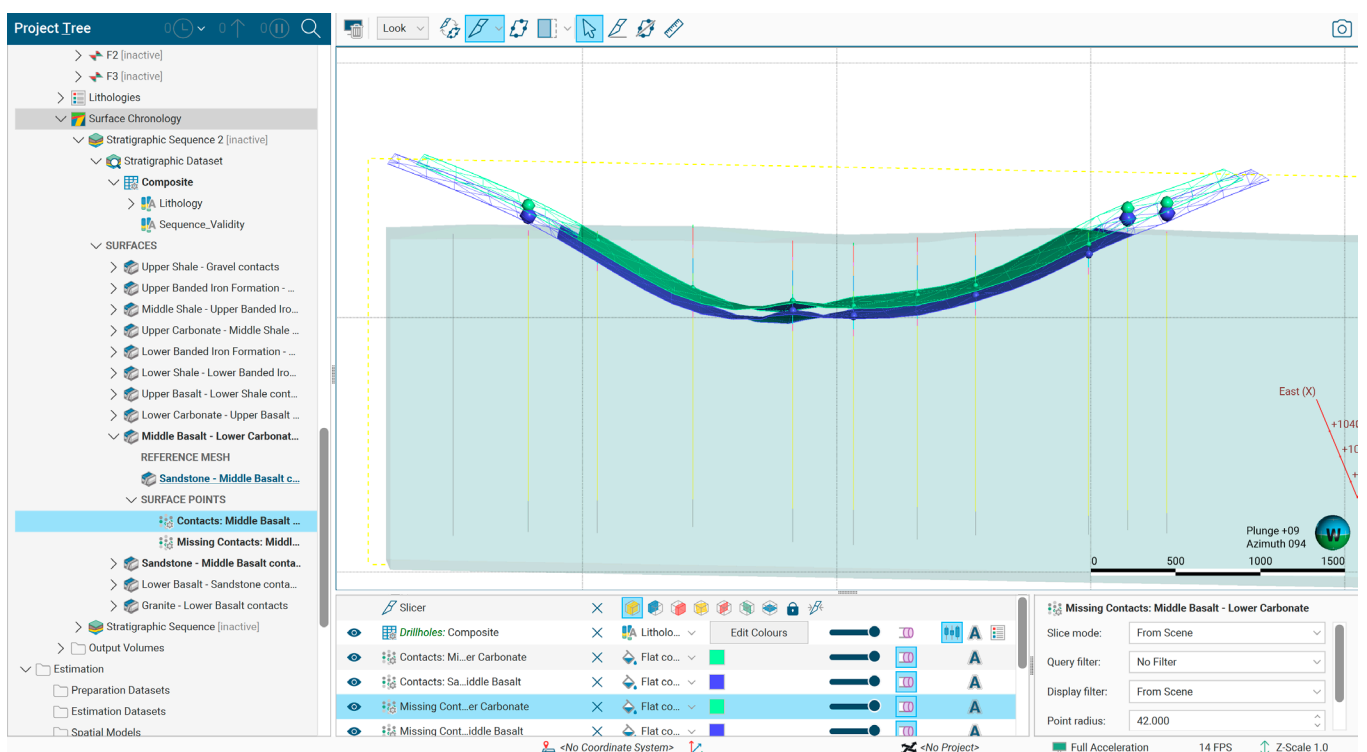 Project Tree
0
0
0
Look
F2 [inactive]
F3 [inactive]
Lithologies
Surface Chronology
Stratigraphic Sequence 2 [inactive]
Stratigraphic Dataset
Composite
Lithology
Sequence_Validity
SURFACES
Upper Shale - Gravel contacts
Upper Banded Iron Formation - ...
Middle Shale - Upper Banded Iro...
Upper Carbonate - Middle Shale ...
Lower Banded Iron Formation - ...
Lower Shale - Lower Banded Iro...
Upper Basalt - Lower Shale cont...
Lower Carbonate - Upper Basalt ...
Middle Basalt - Lower Carbonat...
REFERENCE MESH
Sandstone - Middle Basalt c...
SURFACE POINTS
Contacts: Middle Basalt ...
Missing Contacts: Middl...
Sandstone - Middle Basalt conta..
Lower Basalt - Sandstone conta...
Granite - Lower Basalt contacts
Stratigraphic Sequence [inactive]
Output Volumes
Estimation
Preparation Datasets
Estimation Datasets
Spatial Models
East (X)
+1040
+10
+
Plunge +09
Azimuth 094
W
0 500 1000 1500
Slicer
Drillholes: Composite Litholo... Edit Colours A
Contacts: Mi...er Carbonate Flat co... A
Contacts: Sa...iddle Basalt Flat co... A
Missing Cont...er Carbonate Flat co... A
Missing Cont...iddle Basalt Flat co... A
Missing Contacts: Middle Basalt - Lower Carbonate
Slice mode: From Scene
Query filter: No Filter
Display filter: From Scene
Point radius: 42.000
<No Coordinate System> <No Project> Full Acceleration 14 FPS Z-Scale 1.0